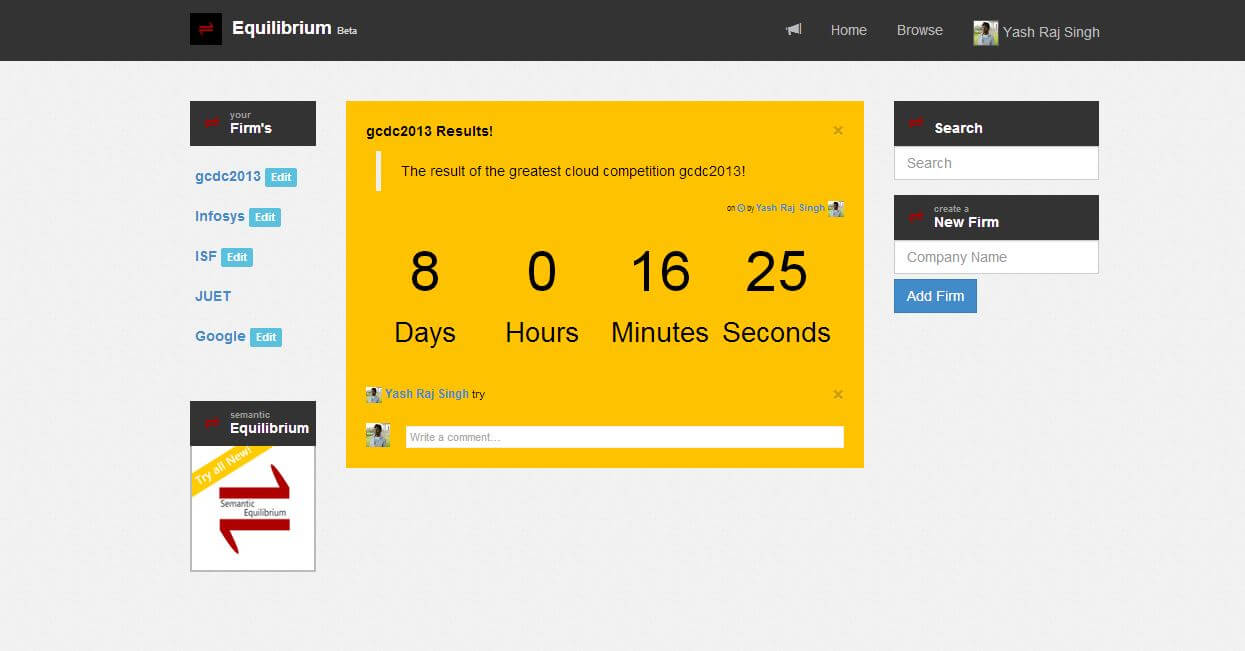 Equilibrium Beta
Home
Browse
Yash Raj Singh
your
Firm's
gcdc2013 Edit
Infosys Edit
ISF Edit
JUET
Google Edit
semantic
Equilibrium
Try all New!
Semantic
Equilibrium
gcdc2013 Results!
×
The result of the greatest cloud competition gcdc2013!
on by Yash Raj Singh
8 0 16 25
Days Hours Minutes Seconds
Yash Raj Singh try
×
Write a comment...
Search
Search
create a
New Firm
Company Name
Add Firm